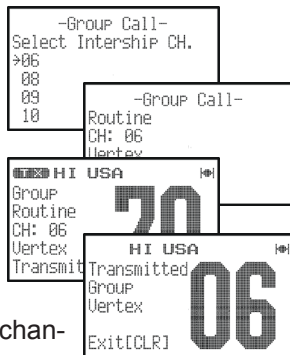 -Group Call-
Select Intership CH.
→06
08
09
10
-Group Call-
Routine
CH: 06
Vertex
TX HI USA
Group
Routine
CH: 06
Vertex
Transmit
70
HI USA
Transmitted
Group
Vertex
Exit[CLR]
06
chan-